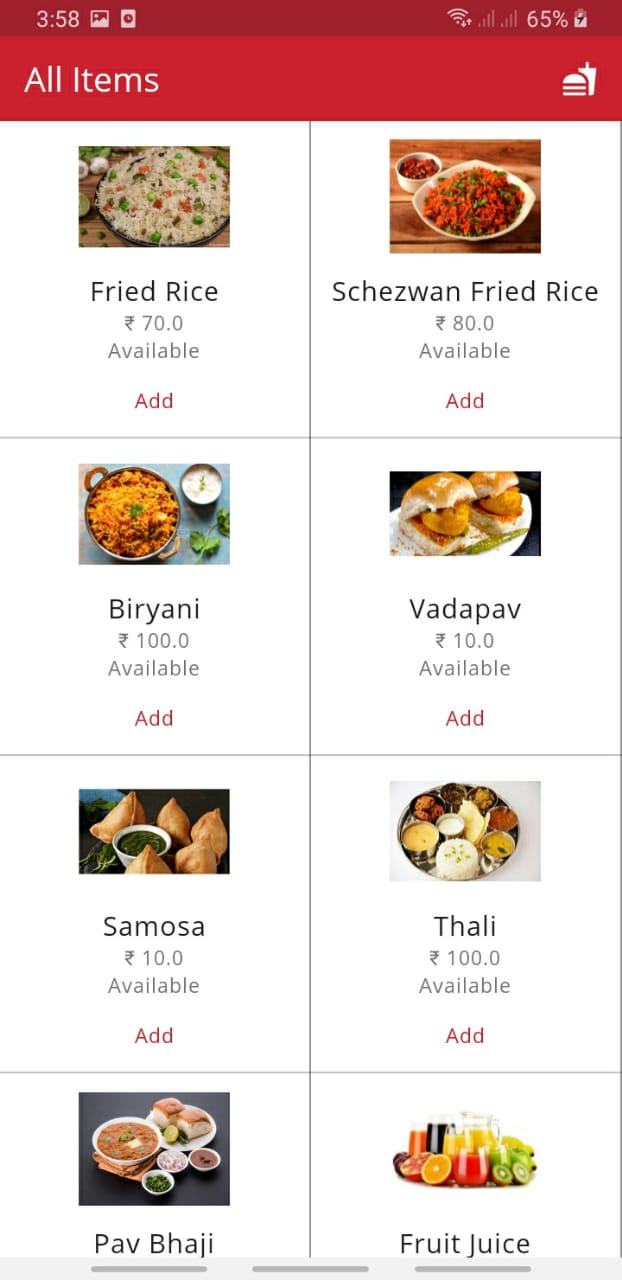 3:58 65%
All Items
Fried Rice
₹ 70.0
Available
Add
Schezwan Fried Rice
₹ 80.0
Available
Add
Biryani
₹ 100.0
Available
Add
Vadapav
₹ 10.0
Available
Add
Samosa
₹ 10.0
Available
Add
Thali
₹ 100.0
Available
Add
Pav Bhaji
Fruit Juice